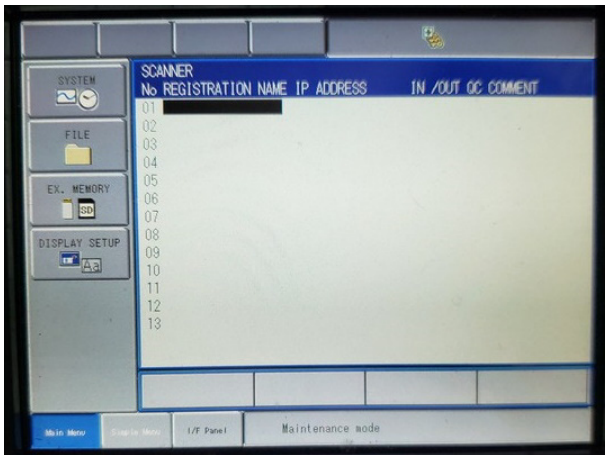 SYSTEM
FILE
EX. MEMORY
SD
DISPLAY SETUP
Aa
SCANNER
No REGISTRATION NAME IP ADDRESS IN /OUT QC COMMENT
01
02
03
04
05
06
07
08
09
10
11
12
13
Main Menu
Simple Menu
I/F Panel
Maintenance mode